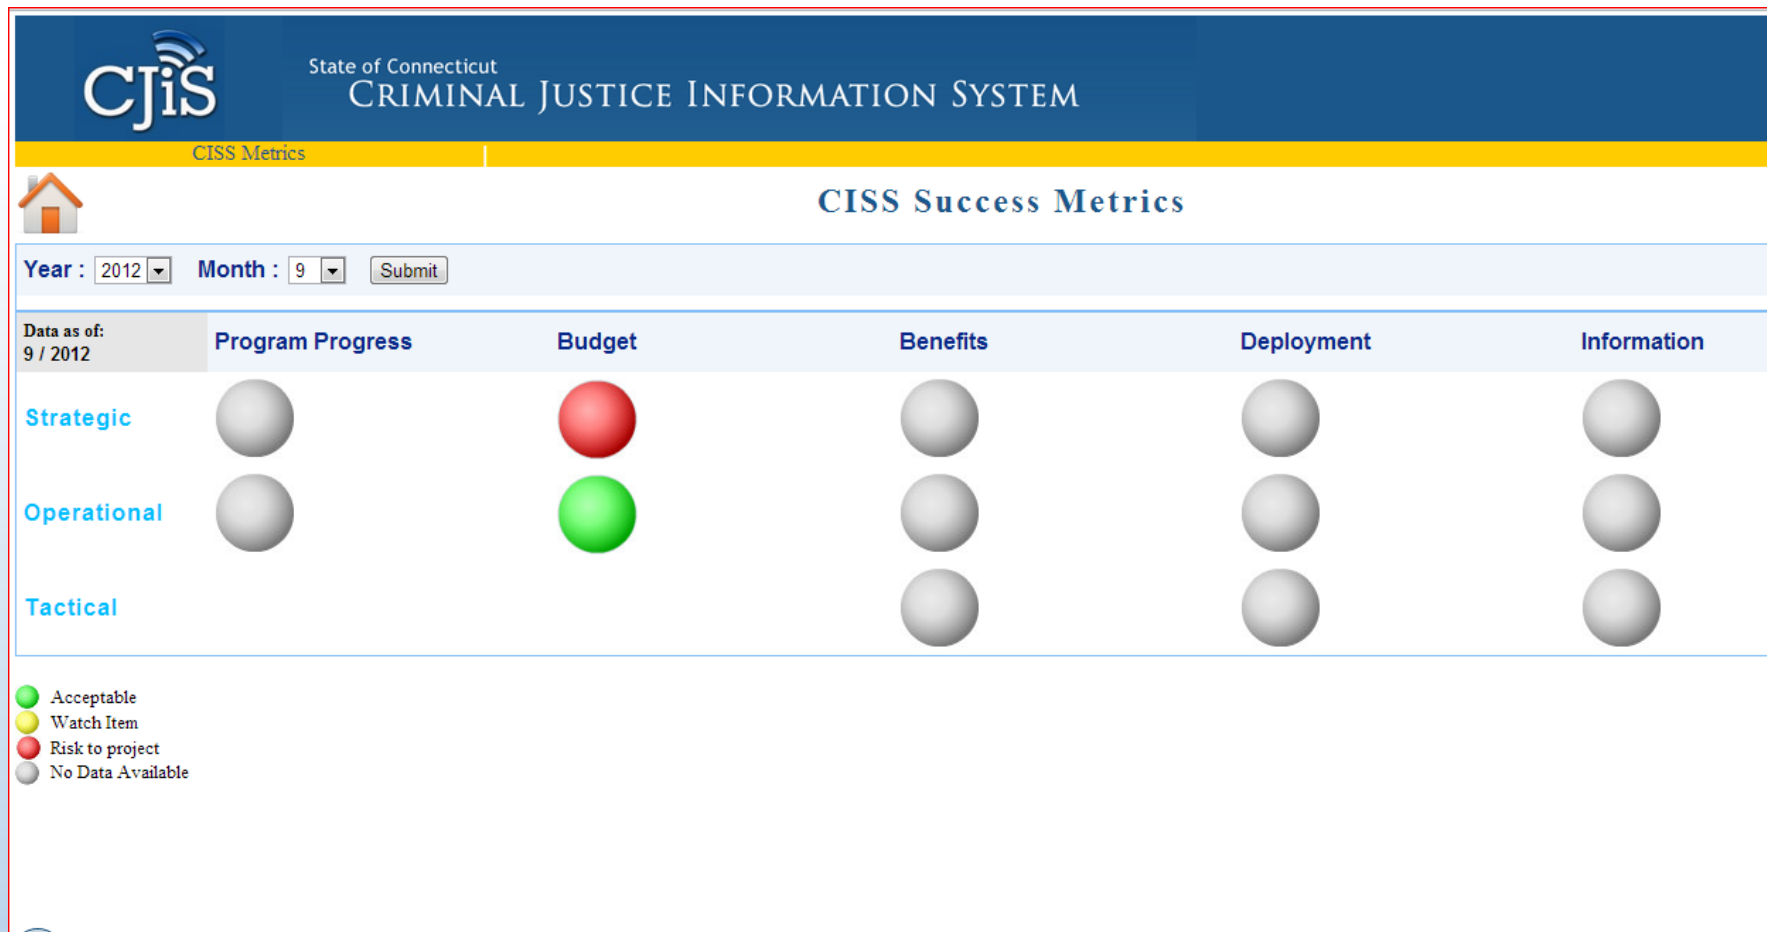 CJiS
State of Connecticut
CRIMINAL JUSTICE INFORMATION SYSTEM
CISS Metrics
CISS Success Metrics
Year : 2012 Month : 9 Submit
Data as of:
9 / 2012
Program Progress Budget Benefits Deployment Information
Strategic
Operational
Tactical
Acceptable
Watch Item
Risk to project
No Data Available